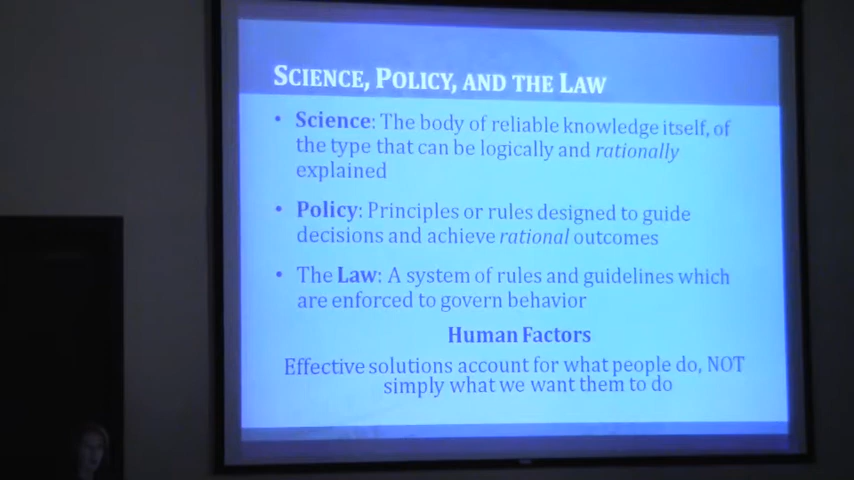 SCIENCE, POLICY, AND THE LAW
• Science: The body of reliable knowledge itself, of
the type that can be logically and rationally
explained
• Policy: Principles or rules designed to guide
decisions and achieve rational outcomes
• The Law: A system of rules and guidelines which
are enforced to govern behavior
Human Factors
Effective solutions account for what people do, NOT
simply what we want them to do